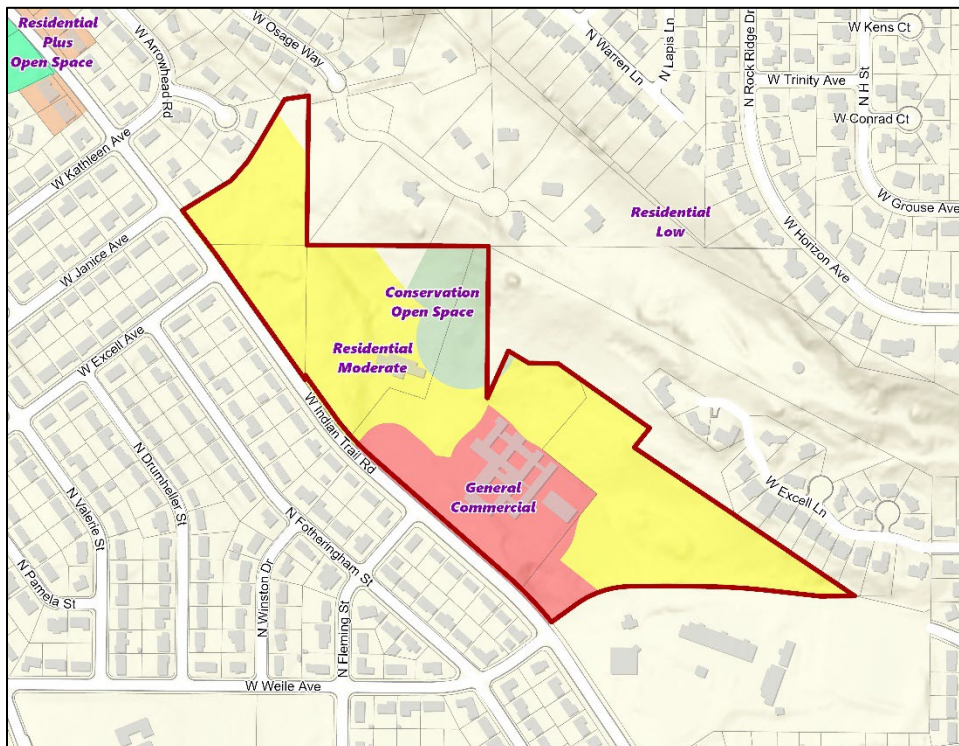 Residential
Plus
Open Space
W Arrowhead Rd
W Osage Way
N Warren Ln
N Lapis Ln
N Rock Ridge Dr
W Kens Ct
W Trinity Ave
N H St
W Conrad Ct
W Kathleen Ave
W Grouse Ave
Residential
Low
W Horizon Ave
W Janice Ave
Conservation
Open Space
W Excell Ave
Residential
Moderate
W Indian Trail Rd
General
Commercial
W Excell Ln
N Drumheller St
N Valerie St
N Fotheringham St
N Pamela St
N Winston Dr
N Fleming St
W Weile Ave